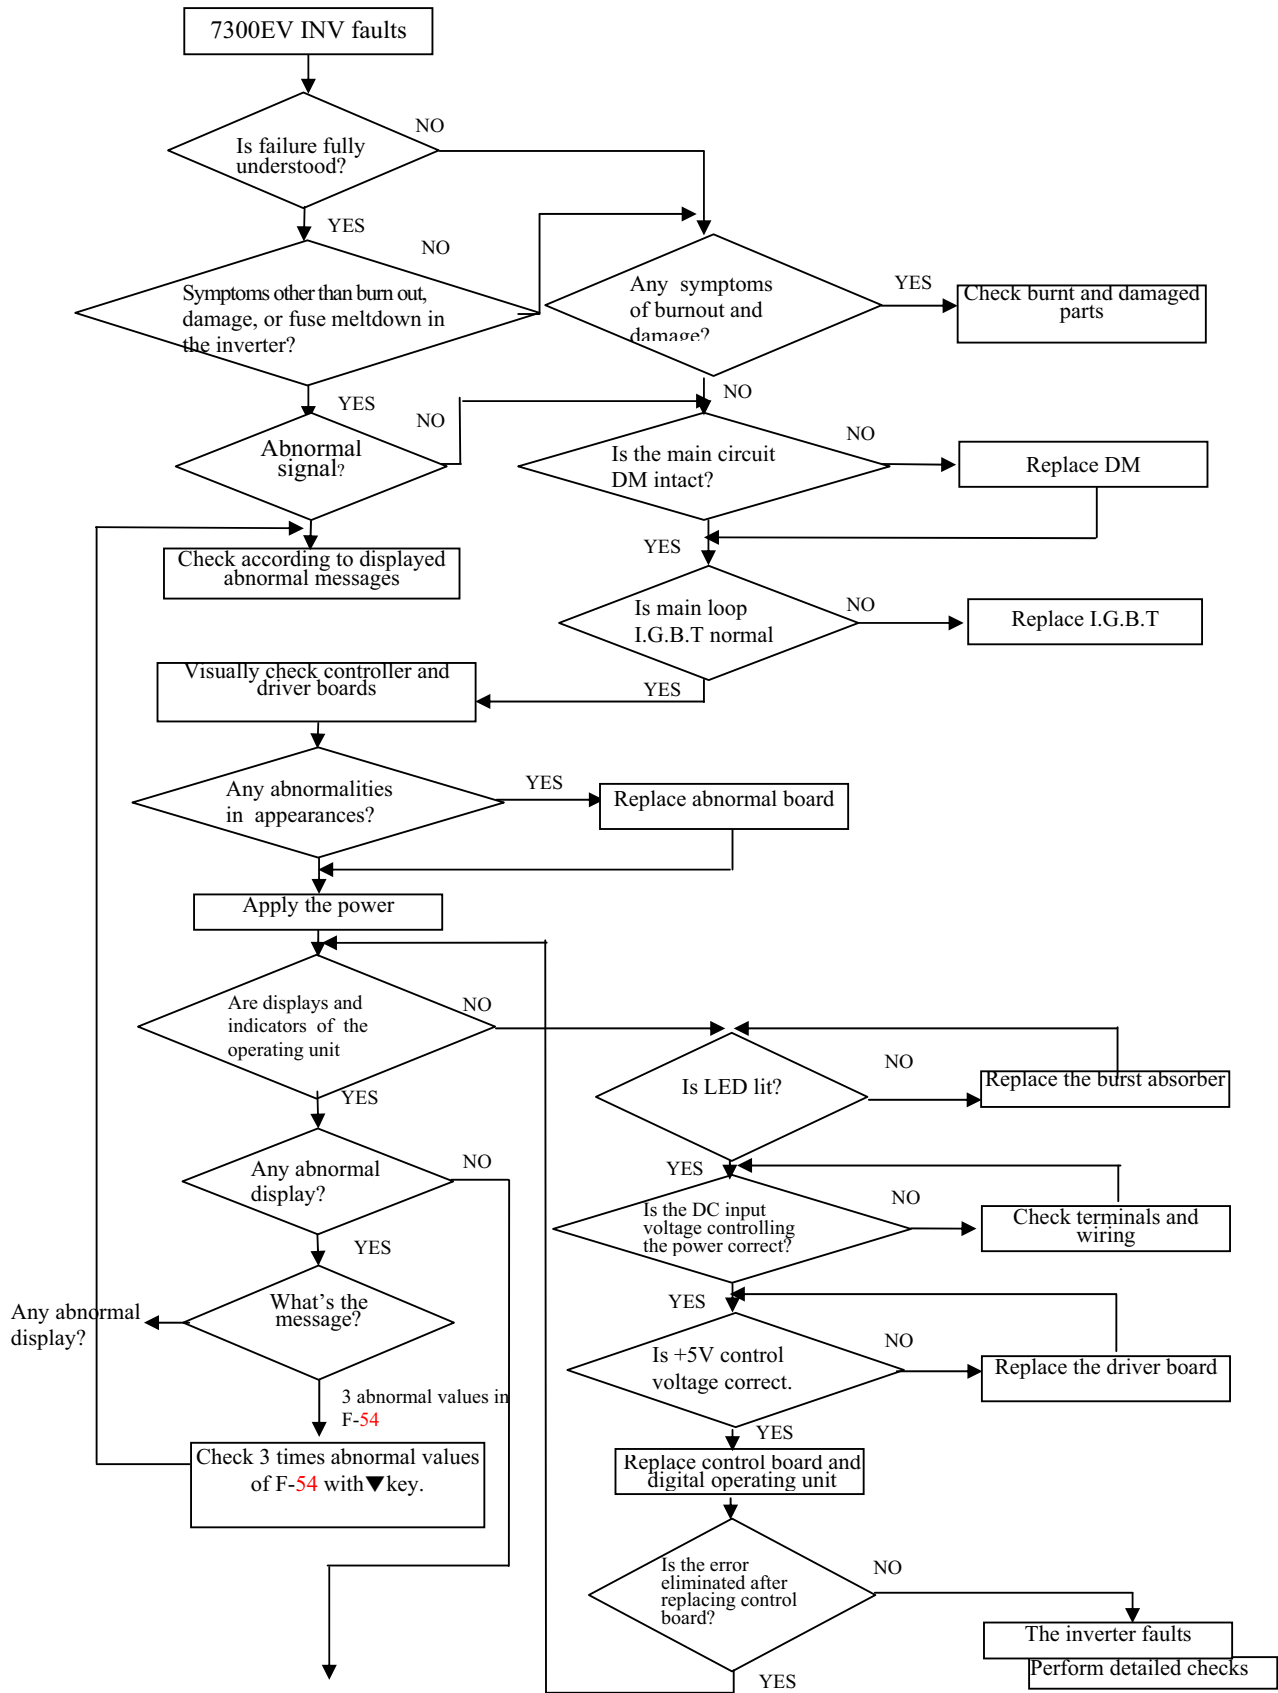 7300EV INV faults
NO
Is failure fully
understood?
YES
NO
Symptoms other than burn out,
damage, or fuse meltdown in
the inverter?
Any symptoms
of burnout and
damage?
YES
Check burnt and damaged
parts
YES
NO
NO
Abnormal
signal?
Is the main circuit
DM intact?
NO
Replace DM
YES
Check according to displayed
abnormal messages
Is main loop
I.G.B.T normal
NO
Replace I.G.B.T
YES
Visually check controller and
driver boards
Any abnormalities
in appearances?
YES
Replace abnormal board
Apply the power
Are displays and
indicators of the
operating unit
NO
YES
Is LED lit?
NO
Replace the burst absorber
YES
Any abnormal
display?
NO
YES
Is the DC input
voltage controlling
the power correct?
NO
Check terminals and
wiring
YES
What's the
message?
Any abnormal
display?
3 abnormal values in
F-54
Is +5V control
voltage correct.
NO
Replace the driver board
YES
Check 3 times abnormal values
of F-54 with▼key.
Replace control board and
digital operating unit
Is the error
eliminated after
replacing control
board?
NO
YES
The inverter faults
Perform detailed checks